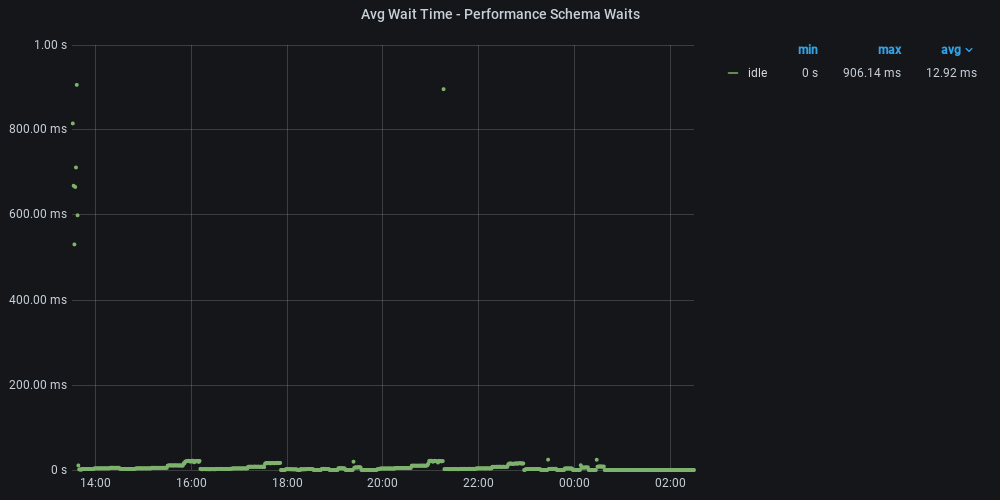 Avg Wait Time - Performance Schema Waits
1.00 s
800.00 ms
600.00 ms
400.00 ms
200.00 ms
0 s
14:00 16:00 18:00 20:00 22:00 00:00 02:00
min max avg
idle 0 s 906.14 ms 12.92 ms